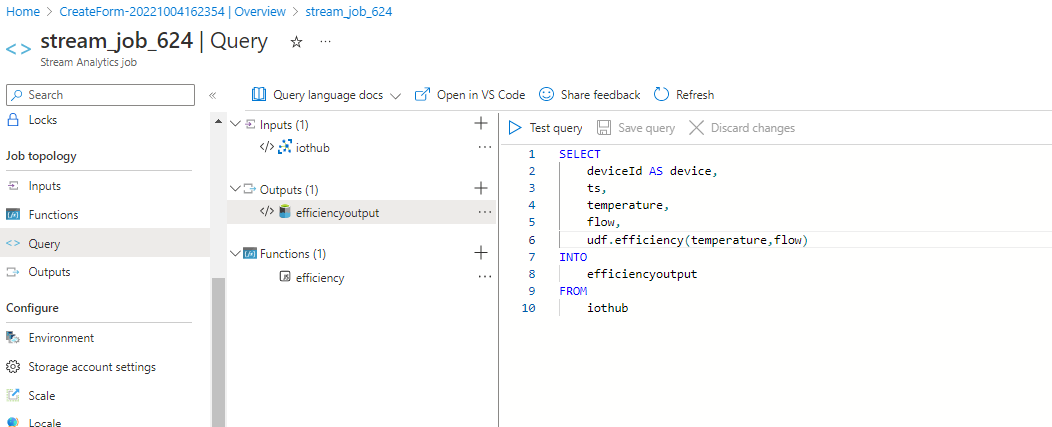 Home > CreateForm-20221004162354 | Overview > stream_job_624
<> stream_job_624 | Query ☆ ...
Stream Analytics job
Search «
Locks
Job topology
Inputs
Functions
Query
Outputs
Configure
Environment
Storage account settings
Scale
Locale
Query language docs
Open in VS Code
Share feedback
Refresh
Inputs (1) +
</> iothub ...
Outputs (1) +
</> efficiencyoutput ...
Functions (1) +
efficiency ...
Test query
Save query
Discard changes
1 SELECT
2 deviceId AS device,
3 ts,
4 temperature,
5 flow,
6 udf.efficiency(temperature,flow)
7 INTO
8 efficiencyoutput
9 FROM
10 iothub